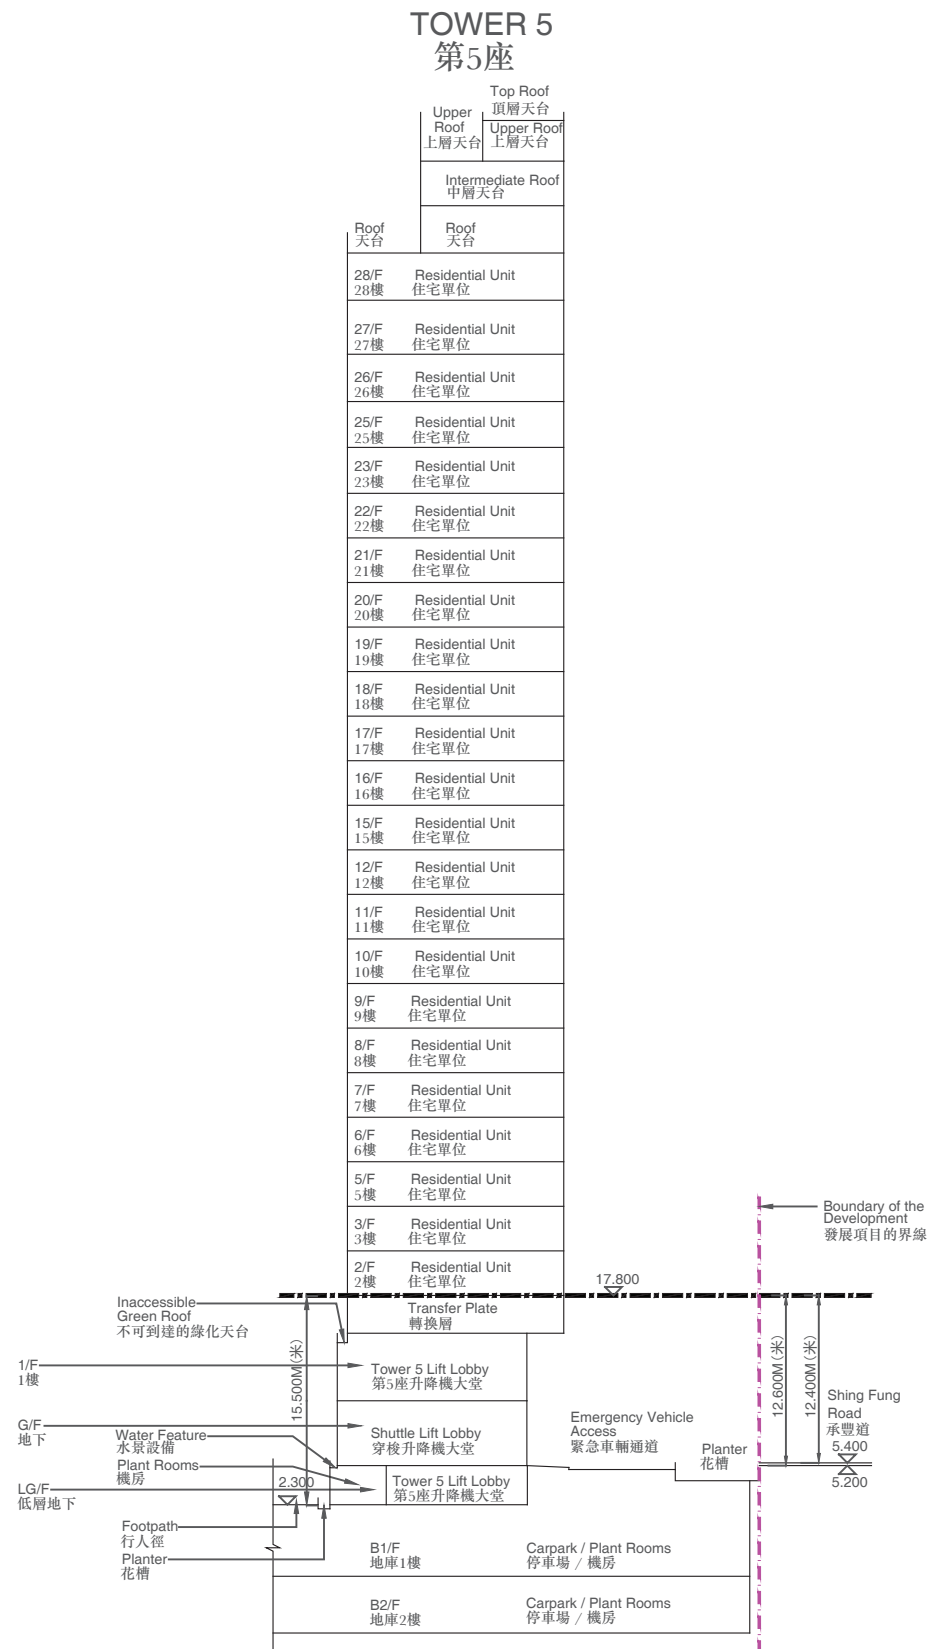 TOWER 5
第5座
Top Roof
頂層天台
Upper
Roof
上層天台
Upper Roof
上層天台
Intermediate Roof
中層天台
Roof
天台
Roof
天台
28/F Residential Unit
28樓 住宅單位
27/F Residential Unit
27樓 住宅單位
26/F Residential Unit
26樓 住宅單位
25/F Residential Unit
25樓 住宅單位
23/F Residential Unit
23樓 住宅單位
22/F Residential Unit
22樓 住宅單位
21/F Residential Unit
21樓 住宅單位
20/F Residential Unit
20樓 住宅單位
19/F Residential Unit
19樓 住宅單位
18/F Residential Unit
18樓 住宅單位
17/F Residential Unit
17樓 住宅單位
16/F Residential Unit
16樓 住宅單位
15/F Residential Unit
15樓 住宅單位
12/F Residential Unit
12樓 住宅單位
11/F Residential Unit
11樓 住宅單位
10/F Residential Unit
10樓 住宅單位
9/F Residential Unit
9樓 住宅單位
8/F Residential Unit
8樓 住宅單位
7/F Residential Unit
7樓 住宅單位
6/F Residential Unit
6樓 住宅單位
5/F Residential Unit
5樓 住宅單位
3/F Residential Unit
3樓 住宅單位
2/F Residential Unit
2樓 住宅單位
Boundary of the
Development
發展項目的界線
17.800
Transfer Plate
轉換層
Inaccessible
Green Roof
不可到達的綠化天台
15.500M(米)
12.600M(米)
12.400M(米)
1/F
1樓
Tower 5 Lift Lobby
第5座升降機大堂
G/F
地下
Shuttle Lift Lobby
穿梭升降機大堂
Emergency Vehicle
Access
緊急車輛通道
Planter
花槽
Shing Fung
Road
承豐道
5.400
5.200
Water Feature
水景設備
Plant Rooms
機房
2.300
LG/F
低層地下
Tower 5 Lift Lobby
第5座升降機大堂
Footpath
行人徑
Planter
花槽
B1/F Carpark / Plant Rooms
地庫1樓 停車場 / 機房
B2/F Carpark / Plant Rooms
地庫2樓 停車場 / 機房